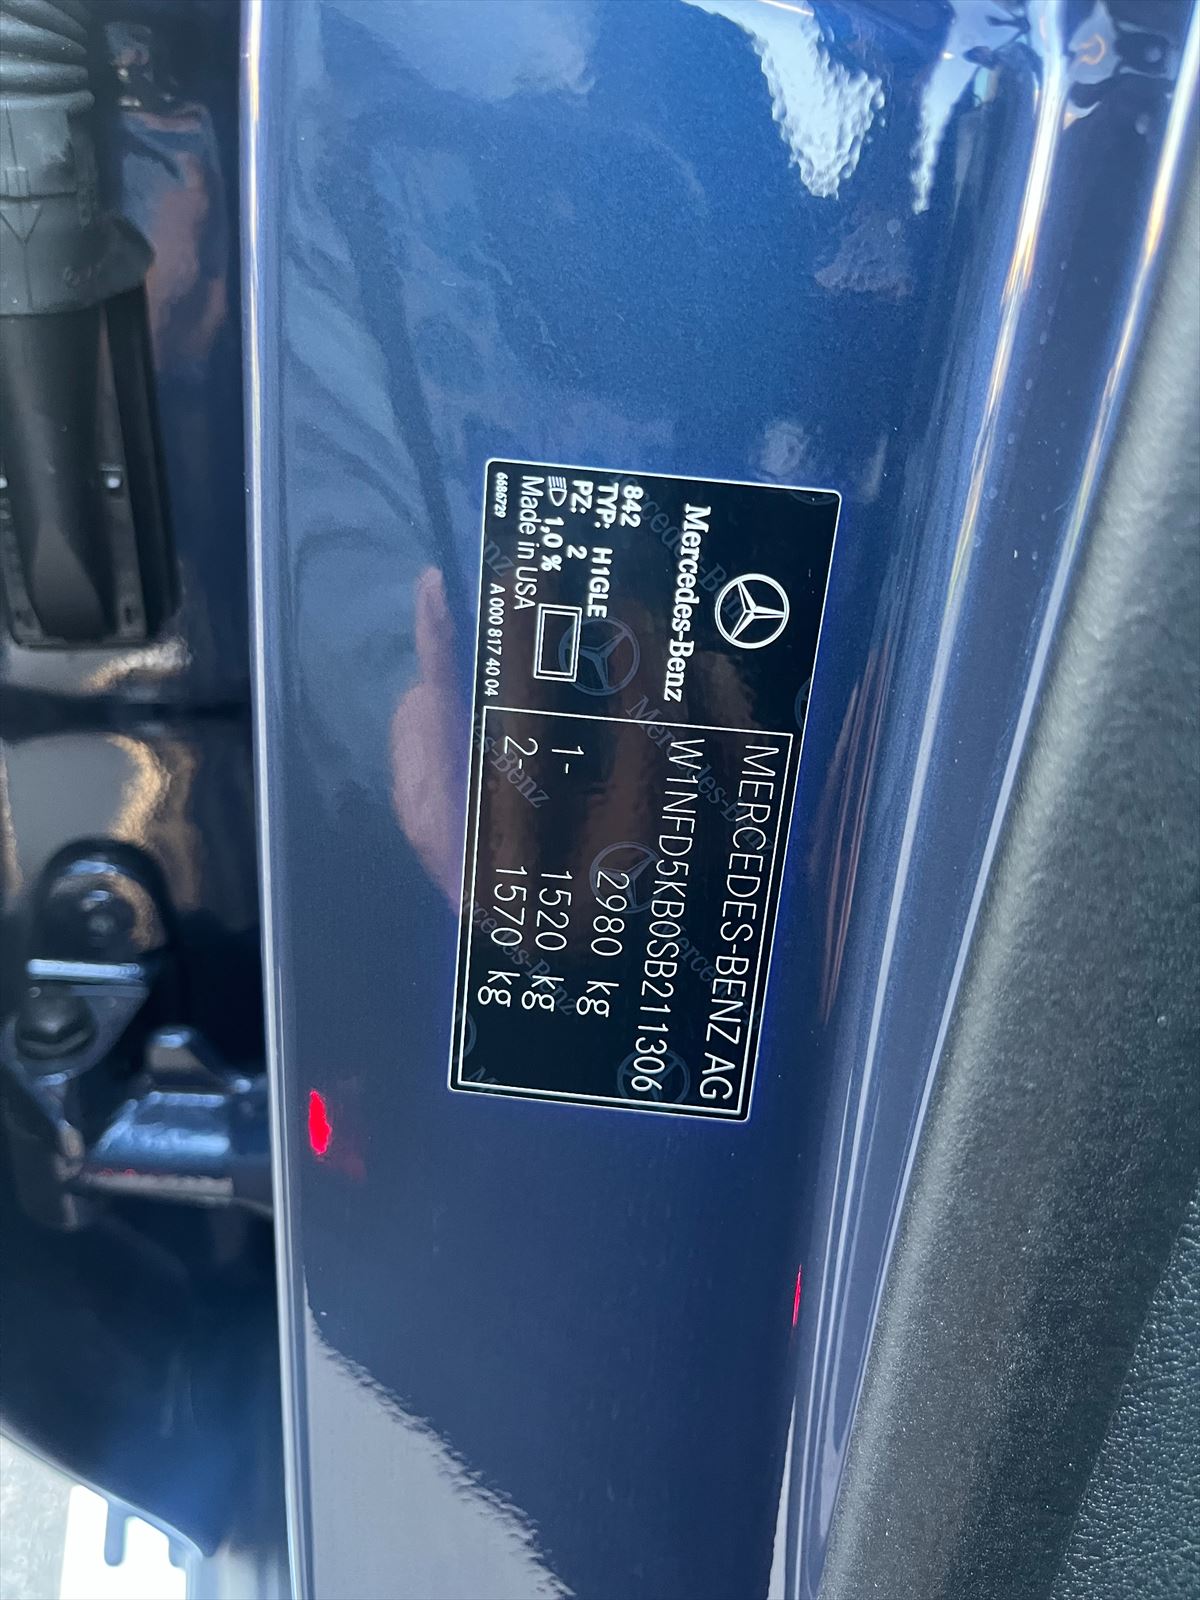 Mercedes-Benz
842
TYP: H1GLE
PZ: 2
1,0 %
Made in USA
6686729 A 000 817 40 04
MERCEDES-BENZ AG
W1NFD5KB0SB211306
2980 kg
1- 1520 kg
2- 1570 kg